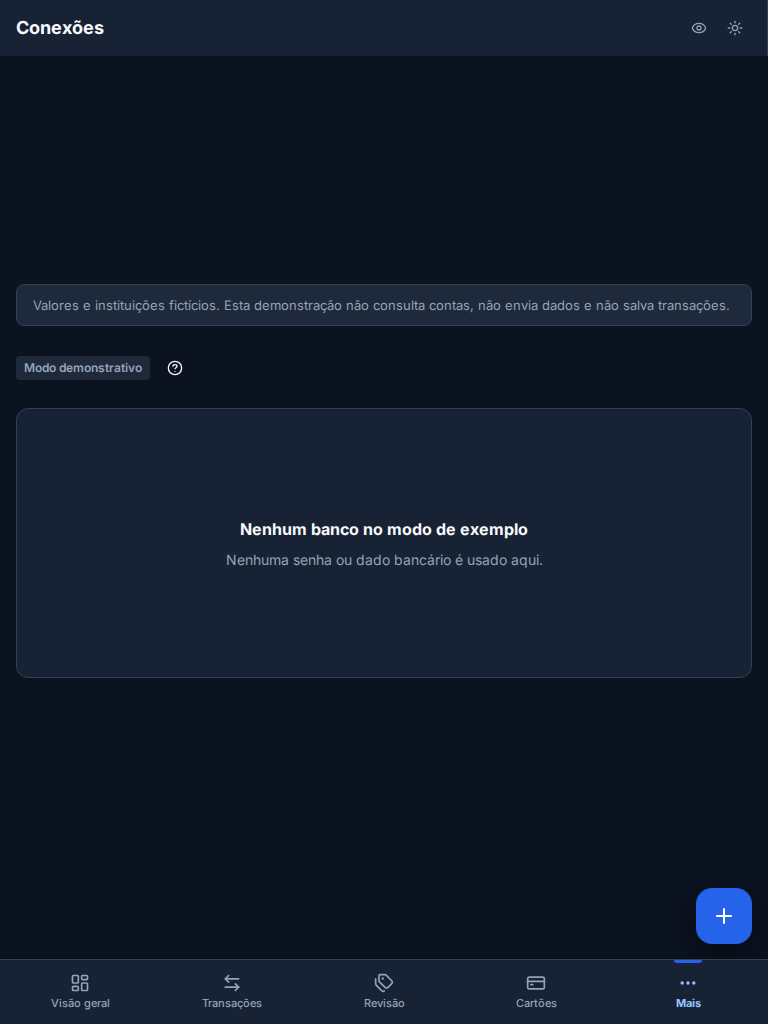 Conexões
Valores e instituições fictícios. Esta demonstração não consulta contas, não envia dados e não salva transações.
Modo demonstrativo
Nenhum banco no modo de exemplo
Nenhuma senha ou dado bancário é usado aqui.
Visão geral
Transações
Revisão
Cartões
Mais